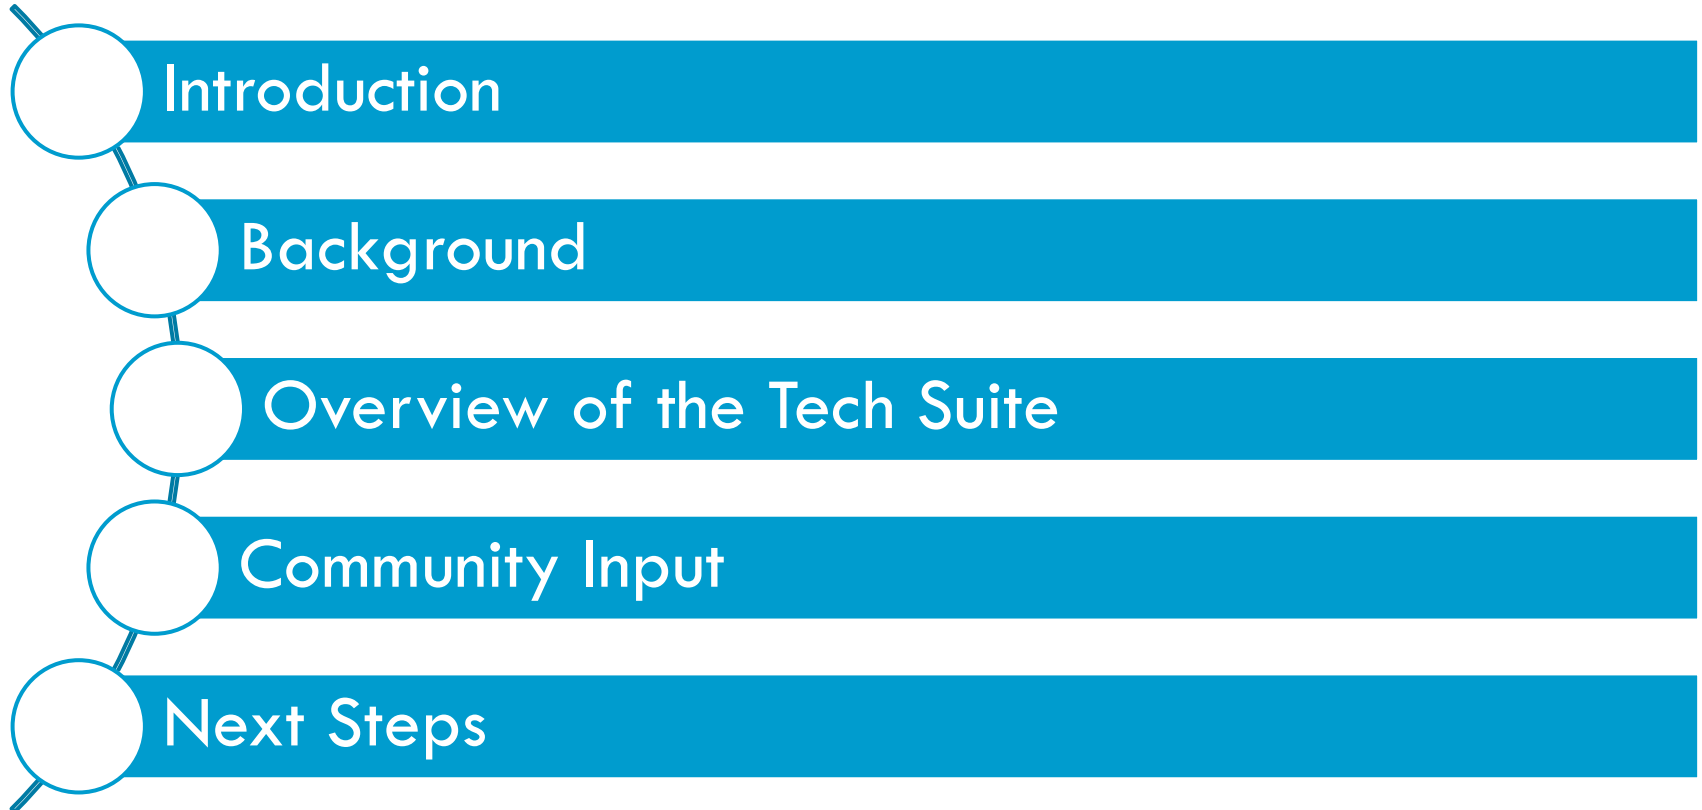 Introduction
Background
Overview of the Tech Suite
Community Input
Next Steps